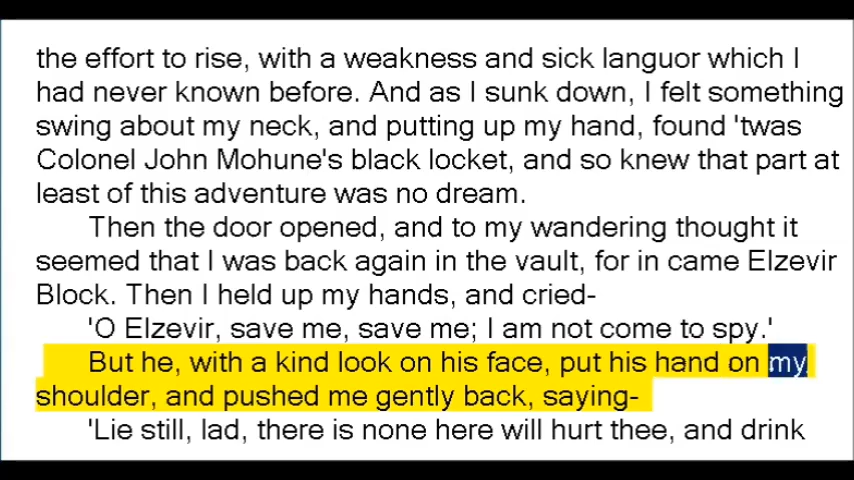 the effort to rise, with a weakness and sick languor which I
had never known before. And as I sunk down, I felt something
swing about my neck, and putting up my hand, found 'twas
Colonel John Mohune's black locket, and so knew that part at
least of this adventure was no dream.
Then the door opened, and to my wandering thought it
seemed that I was back again in the vault, for in came Elzevir
Block. Then I held up my hands, and cried-
'O Elzevir, save me, save me; I am not come to spy.'
But he, with a kind look on his face, put his hand on my
shoulder, and pushed me gently back, saying-
'Lie still, lad, there is none here will hurt thee, and drink